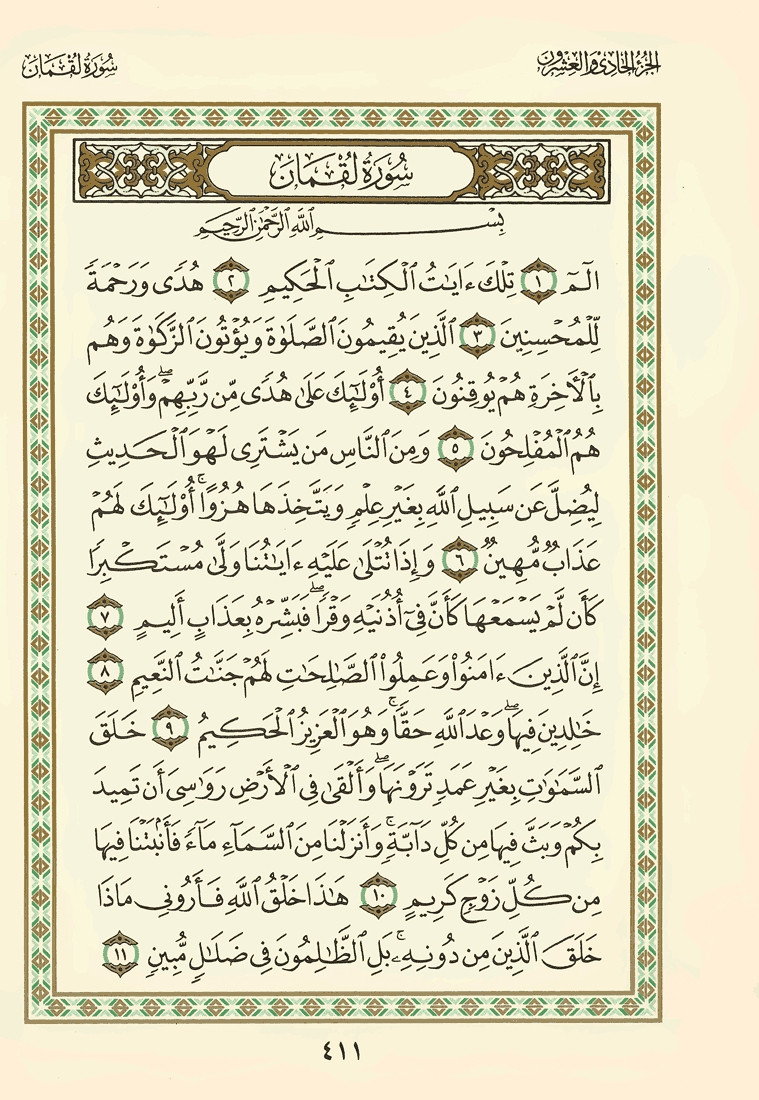 الجزء الحادي والعشرون
سورة لقمان
سُورَةُ لُقۡمَانَ
بِسۡمِ ٱللَّهِ ٱلرَّحۡمَٰنِ ٱلرَّحِيمِ
الٓمٓ ١ تِلۡكَ ءَايَٰتُ ٱلۡكِتَٰبِ ٱلۡحَكِيمِ ٢ هُدٗى وَرَحۡمَةٗ
لِّلۡمُحۡسِنِينَ ٣ ٱلَّذِينَ يُقِيمُونَ ٱلصَّلَوٰةَ وَيُؤۡتُونَ ٱلزَّكَوٰةَ وَهُم
بِٱلۡأٓخِرَةِ هُمۡ يُوقِنُونَ ٤ أُوْلَٰٓئِكَ عَلَىٰ هُدٗى مِّن رَّبِّهِمۡۖ وَأُوْلَٰٓئِكَ
هُمُ ٱلۡمُفۡلِحُونَ ٥ وَمِنَ ٱلنَّاسِ مَن يَشۡتَرِي لَهۡوَ ٱلۡحَدِيثِ
لِيُضِلَّ عَن سَبِيلِ ٱللَّهِ بِغَيۡرِ عِلۡمٖ وَيَتَّخِذَهَا هُزُوًاۚ أُوْلَٰٓئِكَ لَهُمۡ
عَذَابٞ مُّهِينٞ ٦ وَإِذَا تُتۡلَىٰ عَلَيۡهِ ءَايَٰتُنَا وَلَّىٰ مُسۡتَكۡبِرٗا
كَأَن لَّمۡ يَسۡمَعۡهَا كَأَنَّ فِيٓ أُذُنَيۡهِ وَقۡرٗاۖ فَبَشِّرۡهُ بِعَذَابٍ أَلِيمٍ ٧
إِنَّ ٱلَّذِينَ ءَامَنُواْ وَعَمِلُواْ ٱلصَّٰلِحَٰتِ لَهُمۡ جَنَّٰتُ ٱلنَّعِيمِ ٨
خَٰلِدِينَ فِيهَاۖ وَعۡدَ ٱللَّهِ حَقّٗاۚ وَهُوَ ٱلۡعَزِيزُ ٱلۡحَكِيمُ ٩ خَلَقَ
ٱلسَّمَٰوَٰتِ بِغَيۡرِ عَمَدٖ تَرَوۡنَهَاۖ وَأَلۡقَىٰ فِي ٱلۡأَرۡضِ رَوَٰسِيَ أَن تَمِيدَ
بِكُمۡ وَبَثَّ فِيهَا مِن كُلِّ دَآبَّةٖۚ وَأَنزَلۡنَا مِنَ ٱلسَّمَآءِ مَآءٗ فَأَنۢبَتۡنَا فِيهَا
مِن كُلِّ زَوۡجٖ كَرِيمٍ ١٠ هَٰذَا خَلۡقُ ٱللَّهِ فَأَرُونِي مَاذَا
خَلَقَ ٱلَّذِينَ مِن دُونِهِۦۚ بَلِ ٱلظَّٰلِمُونَ فِي ضَلَٰلٖ مُّبِينٖ ١١
٤١١